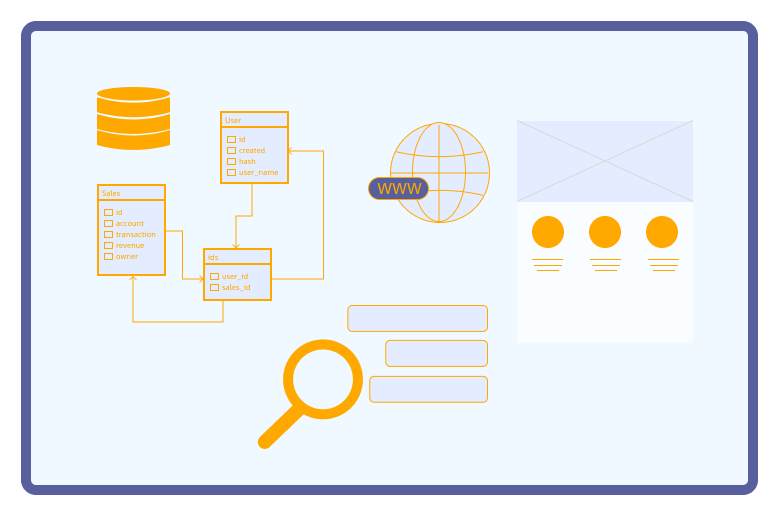 User
id
created
hash
user_name
Sales
id
account
transaction
revenue
owner
ids
user_id
sales_id
WWW